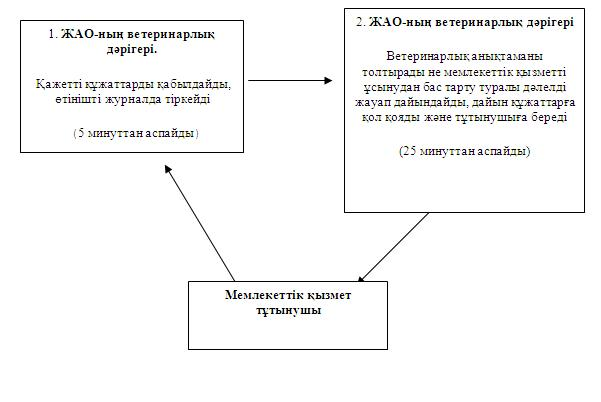 1. ЖАО-ның ветеринарлық
дәрігері.
Қажетті құжаттарды қабылдайды,
өтінішті журналда тіркейді
(5 минуттан аспайды)
2. ЖАО-ның ветеринарлық дәрігері
Ветеринарлық анықтаманы
толтырады не мемлекеттік қызметті
ұсынудан бас тарту туралы дәлелді
жауап дайындайды, дайын құжаттарға
қол қояды және тұтынушыға береді
(25 минуттан аспайды)
Мемлекеттік қызмет
тұтынушы